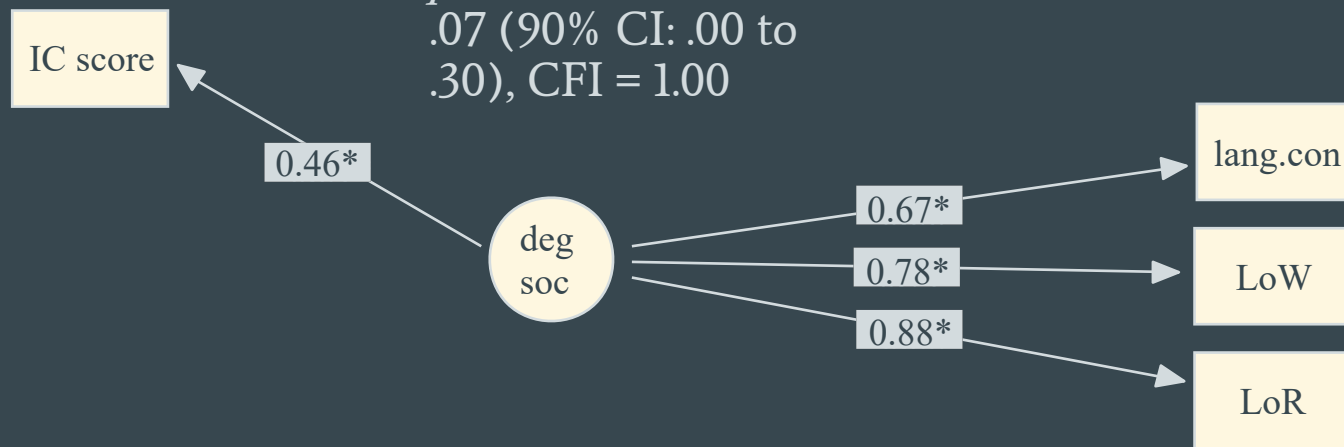 .07 (90% CI: .00 to
.30), CFI = 1.00
IC score
0.46*
deg
soc
0.67*
0.78*
0.88*
lang.con
LoW
LoR